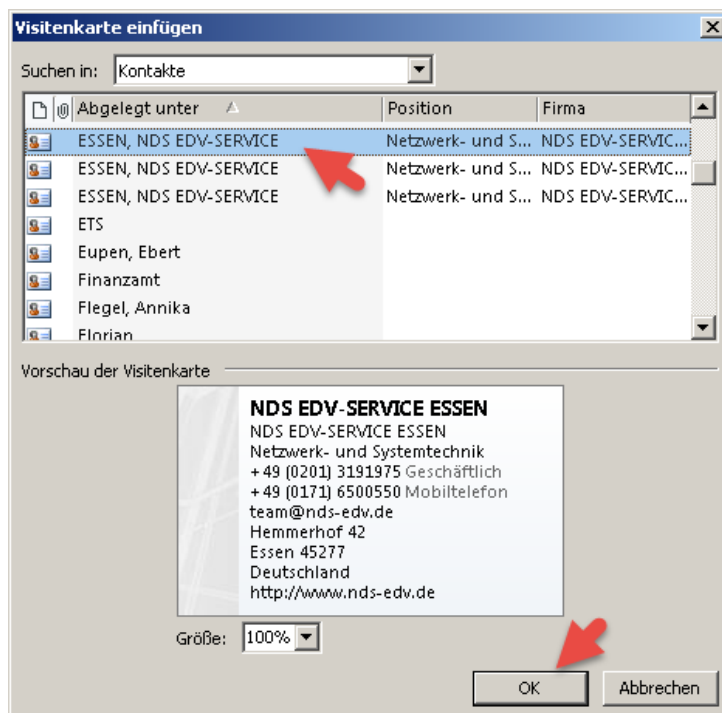 Visitenkarte einfügen
Suchen in: Kontakte
Abgelegt unter Position Firma
ESSEN, NDS EDV-SERVICE Netzwerk- und S... NDS EDV-SERVIC...
ESSEN, NDS EDV-SERVICE Netzwerk- und S... NDS EDV-SERVIC...
ESSEN, NDS EDV-SERVICE Netzwerk- und S... NDS EDV-SERVIC...
ETS
Eupen, Ebert
Finanzamt
Flegel, Annika
Florian
Vorschau der Visitenkarte
NDS EDV-SERVICE ESSEN
NDS EDV-SERVICE ESSEN
Netzwerk- und Systemtechnik
+49 (0201) 3191975 Geschäftlich
+49 (0171) 6500550 Mobiltelefon
team@nds-edv.de
Hemmerhof 42
Essen 45277
Deutschland
http://www.nds-edv.de
Größe: 100%
OK Abbrechen